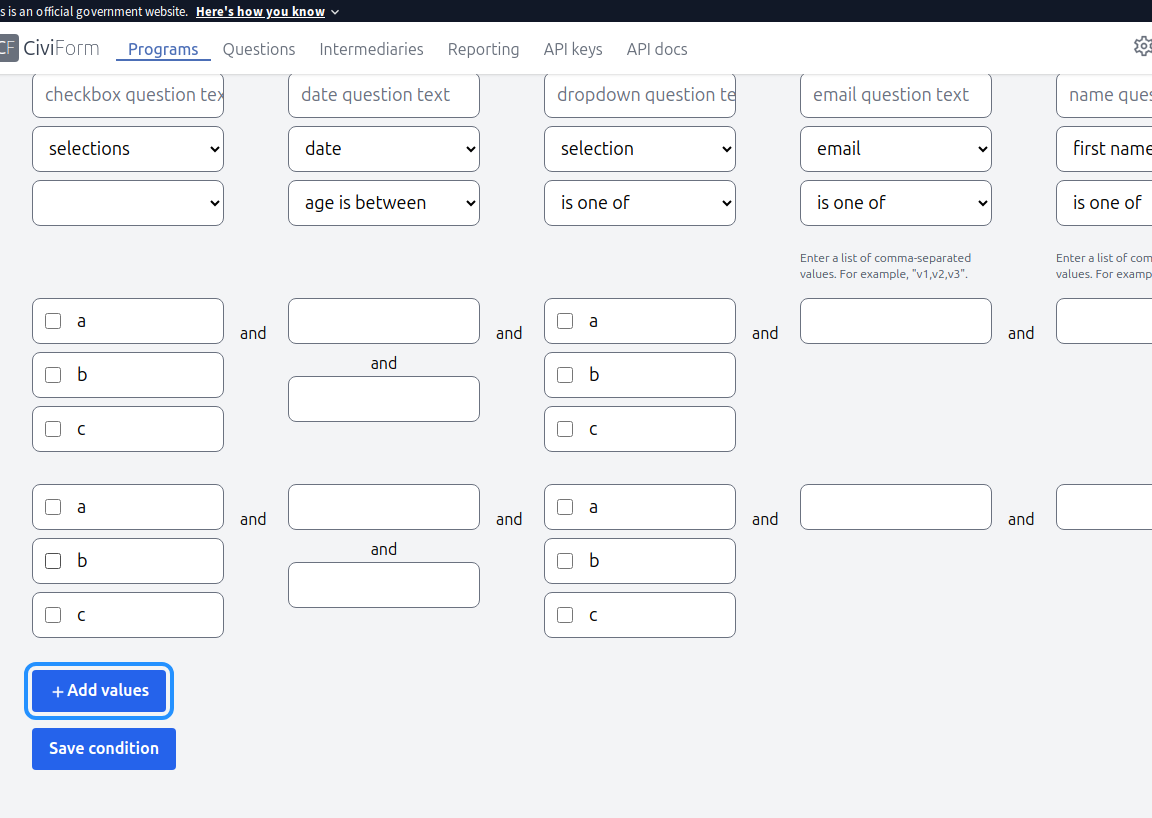 s is an official government website. Here's how you know
CF CiviForm Programs Questions Intermediaries Reporting API keys API docs
checkbox question tex date question text dropdown question te email question text name ques
selections date selection email first name
age is between is one of is one of is one of
Enter a list of comma-separated Enter a list of com
values. For example, "v1,v2,v3". values. For examp
a and and a and and
and
b b
c c
a and and a and and
and
b b
c c
+ Add values
Save condition